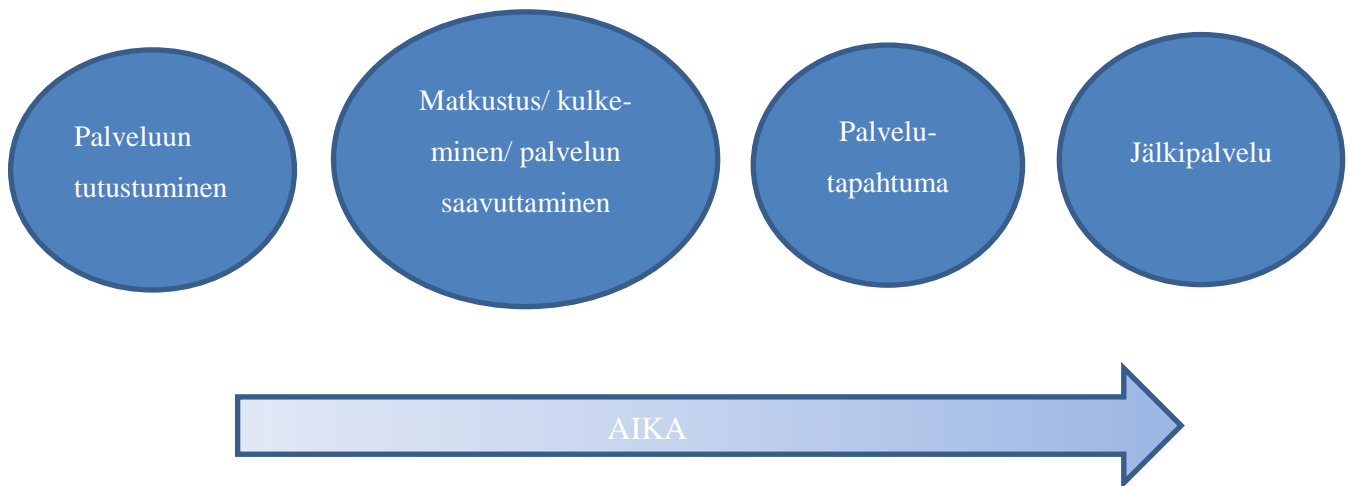 Palveluun
tutustuminen
Matkustus/ kulke-
minen/ palvelun
saavuttaminen
Palvelu-
tapahtuma
Jälkipalvelu
AIKA